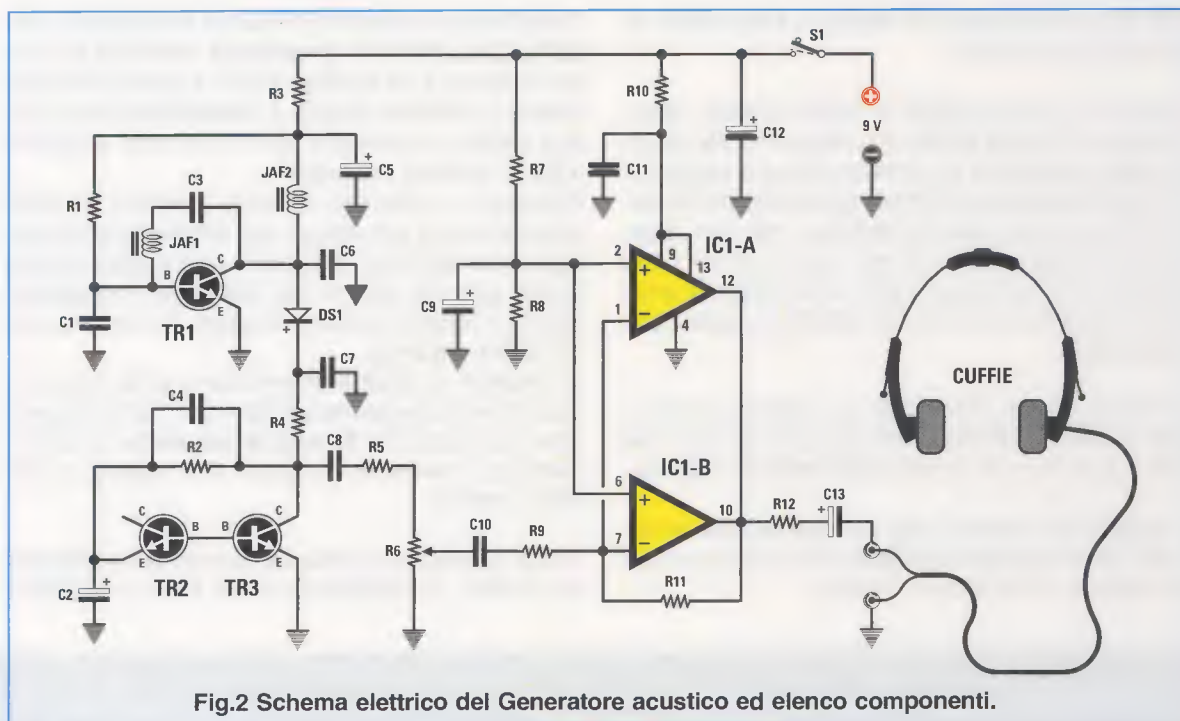 S1
R3
R10
9 V
C12
C5
R7
C11
JAF2
C3
R1
JAF1
IC1-A
C
B
E
C6
2
+
9
13
12
1
−
4
C9
R8
DS1
+
C1
TR1
C7
CUFFIE
C4
R4
R2
C8
R5
IC1-B
6
+
10
R12
C13
+
7
−
C
B
E
B
C
E
R6
C10
R9
R11
C2
TR2
TR3
Fig.2 Schema elettrico del Generatore acustico ed elenco componenti.